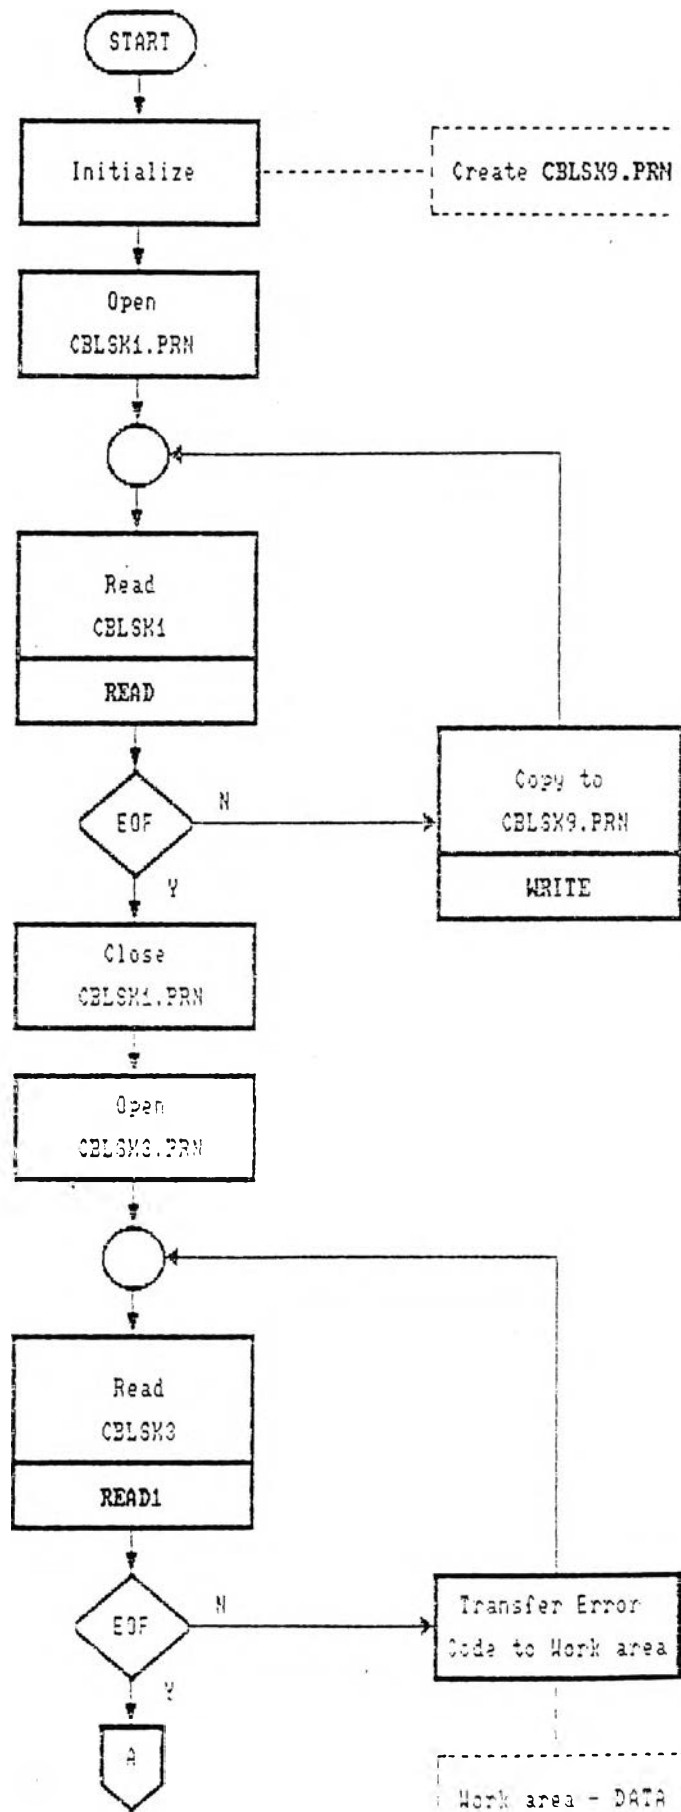 START
Initialize
Create CBLSK9.PRN
Open
CBLSK1.PRN
Read
CBLSK1
READ
EOF
N
Copy to
CBLSK9.PRN
WRITE
Y
Close
CBLSK1.PRN
Open
CBLSK3.PRN
Read
CBLSK3
READ1
EOF
N
Transfer Error
Code to Work area
Y
A
Work area - DATA